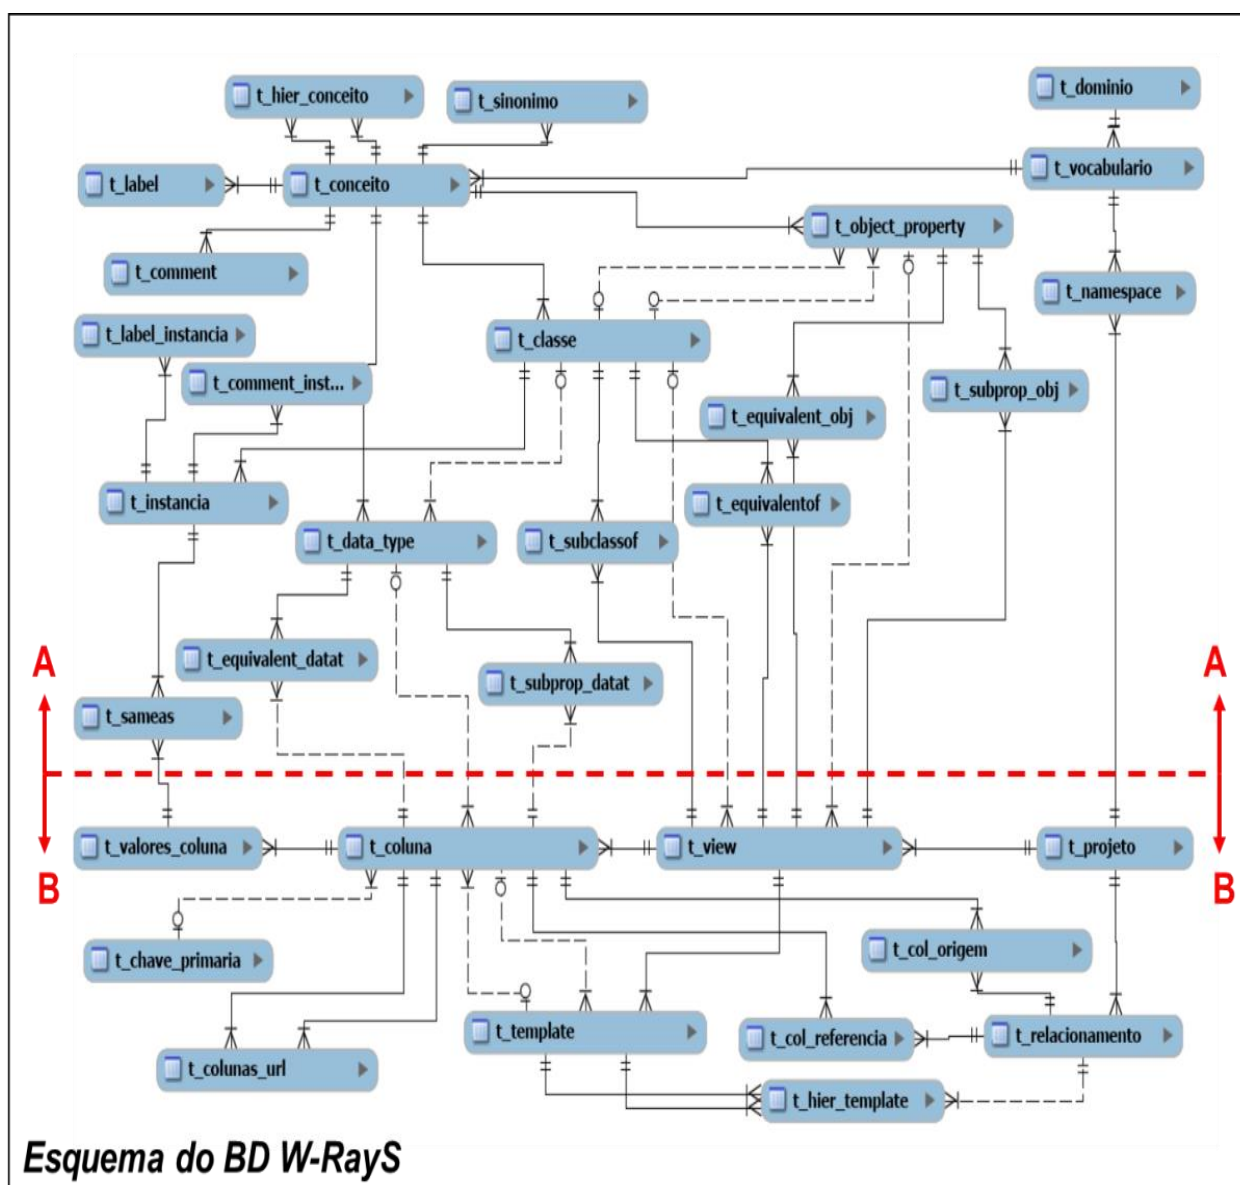 t_hier_conceito
t_sinonimo
t_dominio
t_label
t_conceito
t_vocabulario
t_object_property
t_comment
t_namespace
t_label_instancia
t_classe
t_comment_inst...
t_subprop_obj
t_equivalent_obj
t_instancia
t_equivalentof
t_data_type
t_subclassof
t_equivalent_datat
t_subprop_datat
A
A
t_sameas
t_valores_coluna
t_coluna
t_view
t_projeto
B
B
t_chave_primaria
t_col_origem
t_template
t_col_referencia
t_relacionamento
t_colunas_url
t_hier_template
Esquema do BD W-RayS